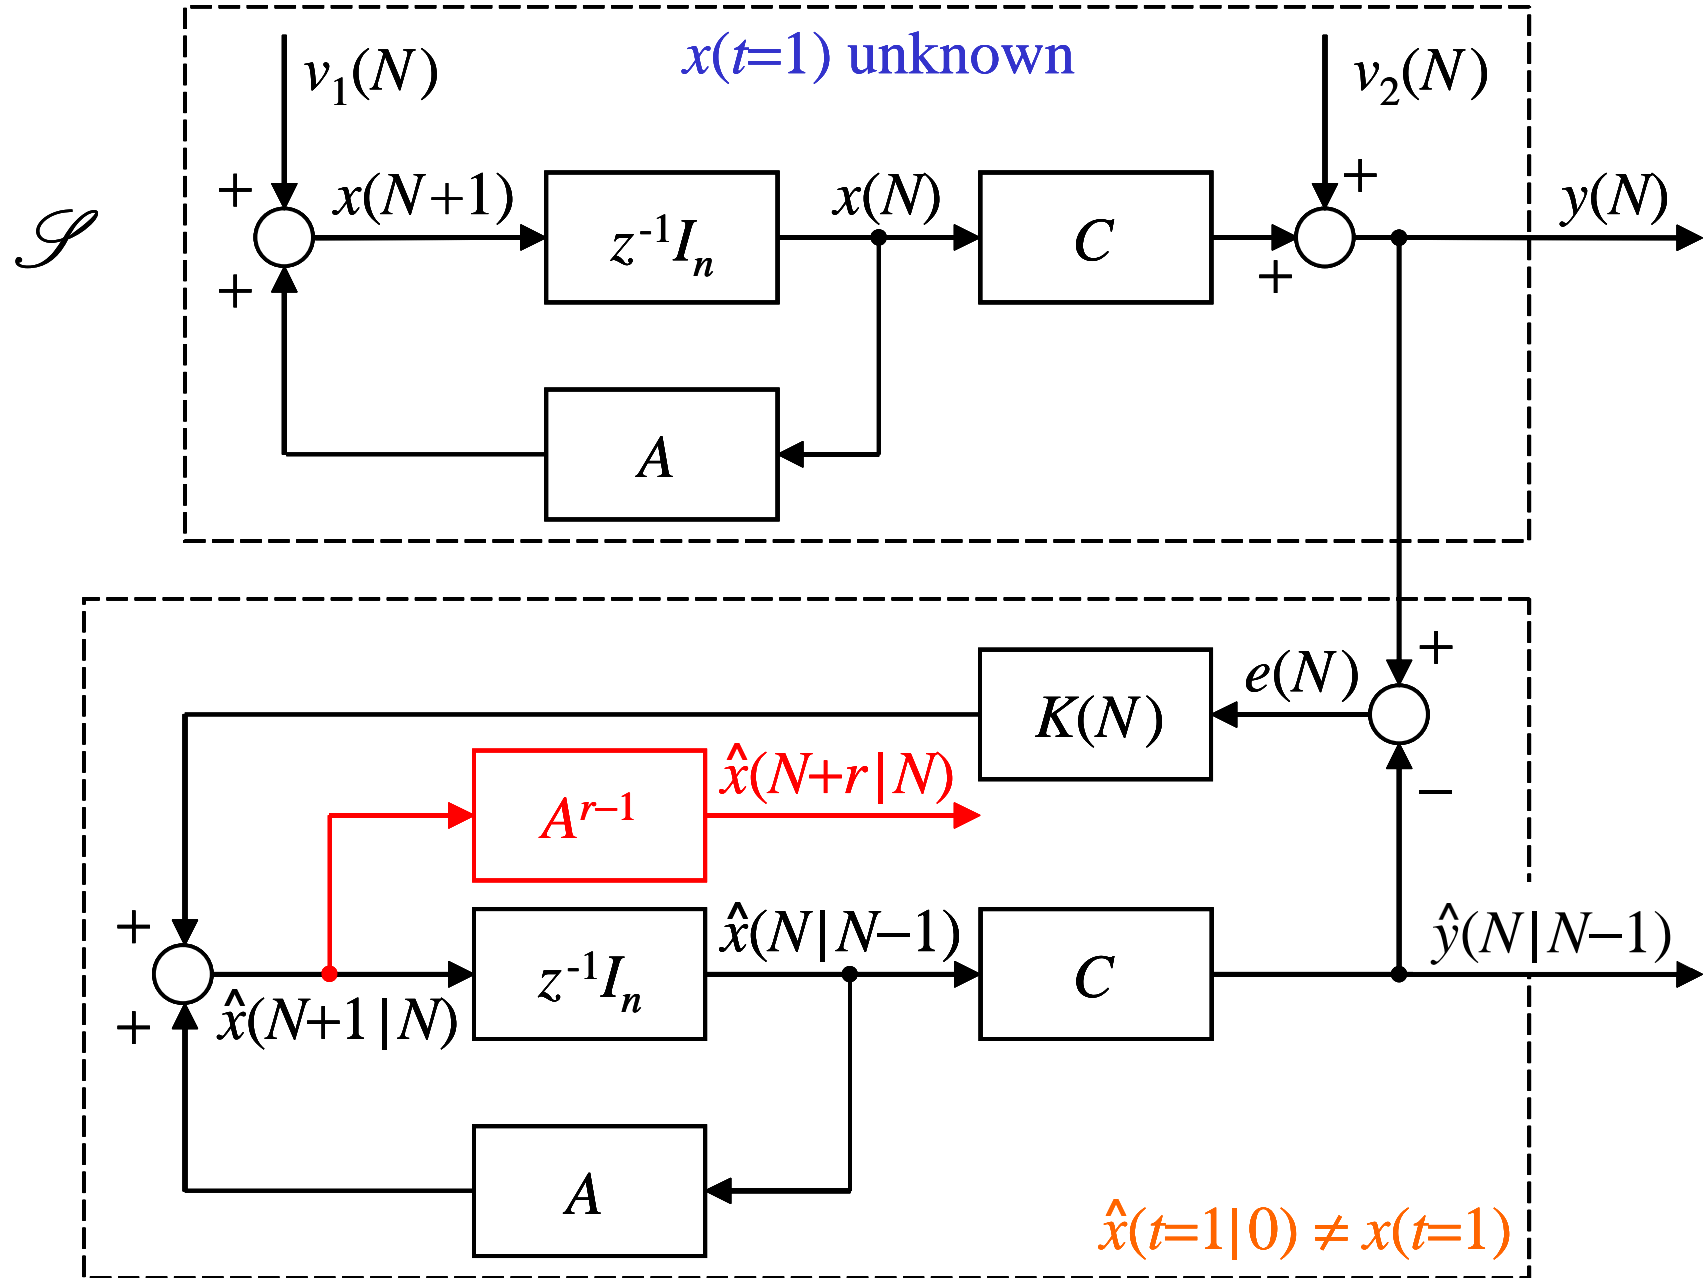 x(t=1) unknown
v₁(N)
v₂(N)
+
x(N+1)
z⁻¹Iₙ
x(N)
C
+
y(N)
𝒮
+
+
A
+
K(N)
e(N)
Aʳ⁻¹
x̂(N+r|N)
−
+
x̂(N|N−1)
ŷ(N|N−1)
z⁻¹Iₙ
C
+
x̂(N+1|N)
A
x̂(t=1|0) ≠ x(t=1)